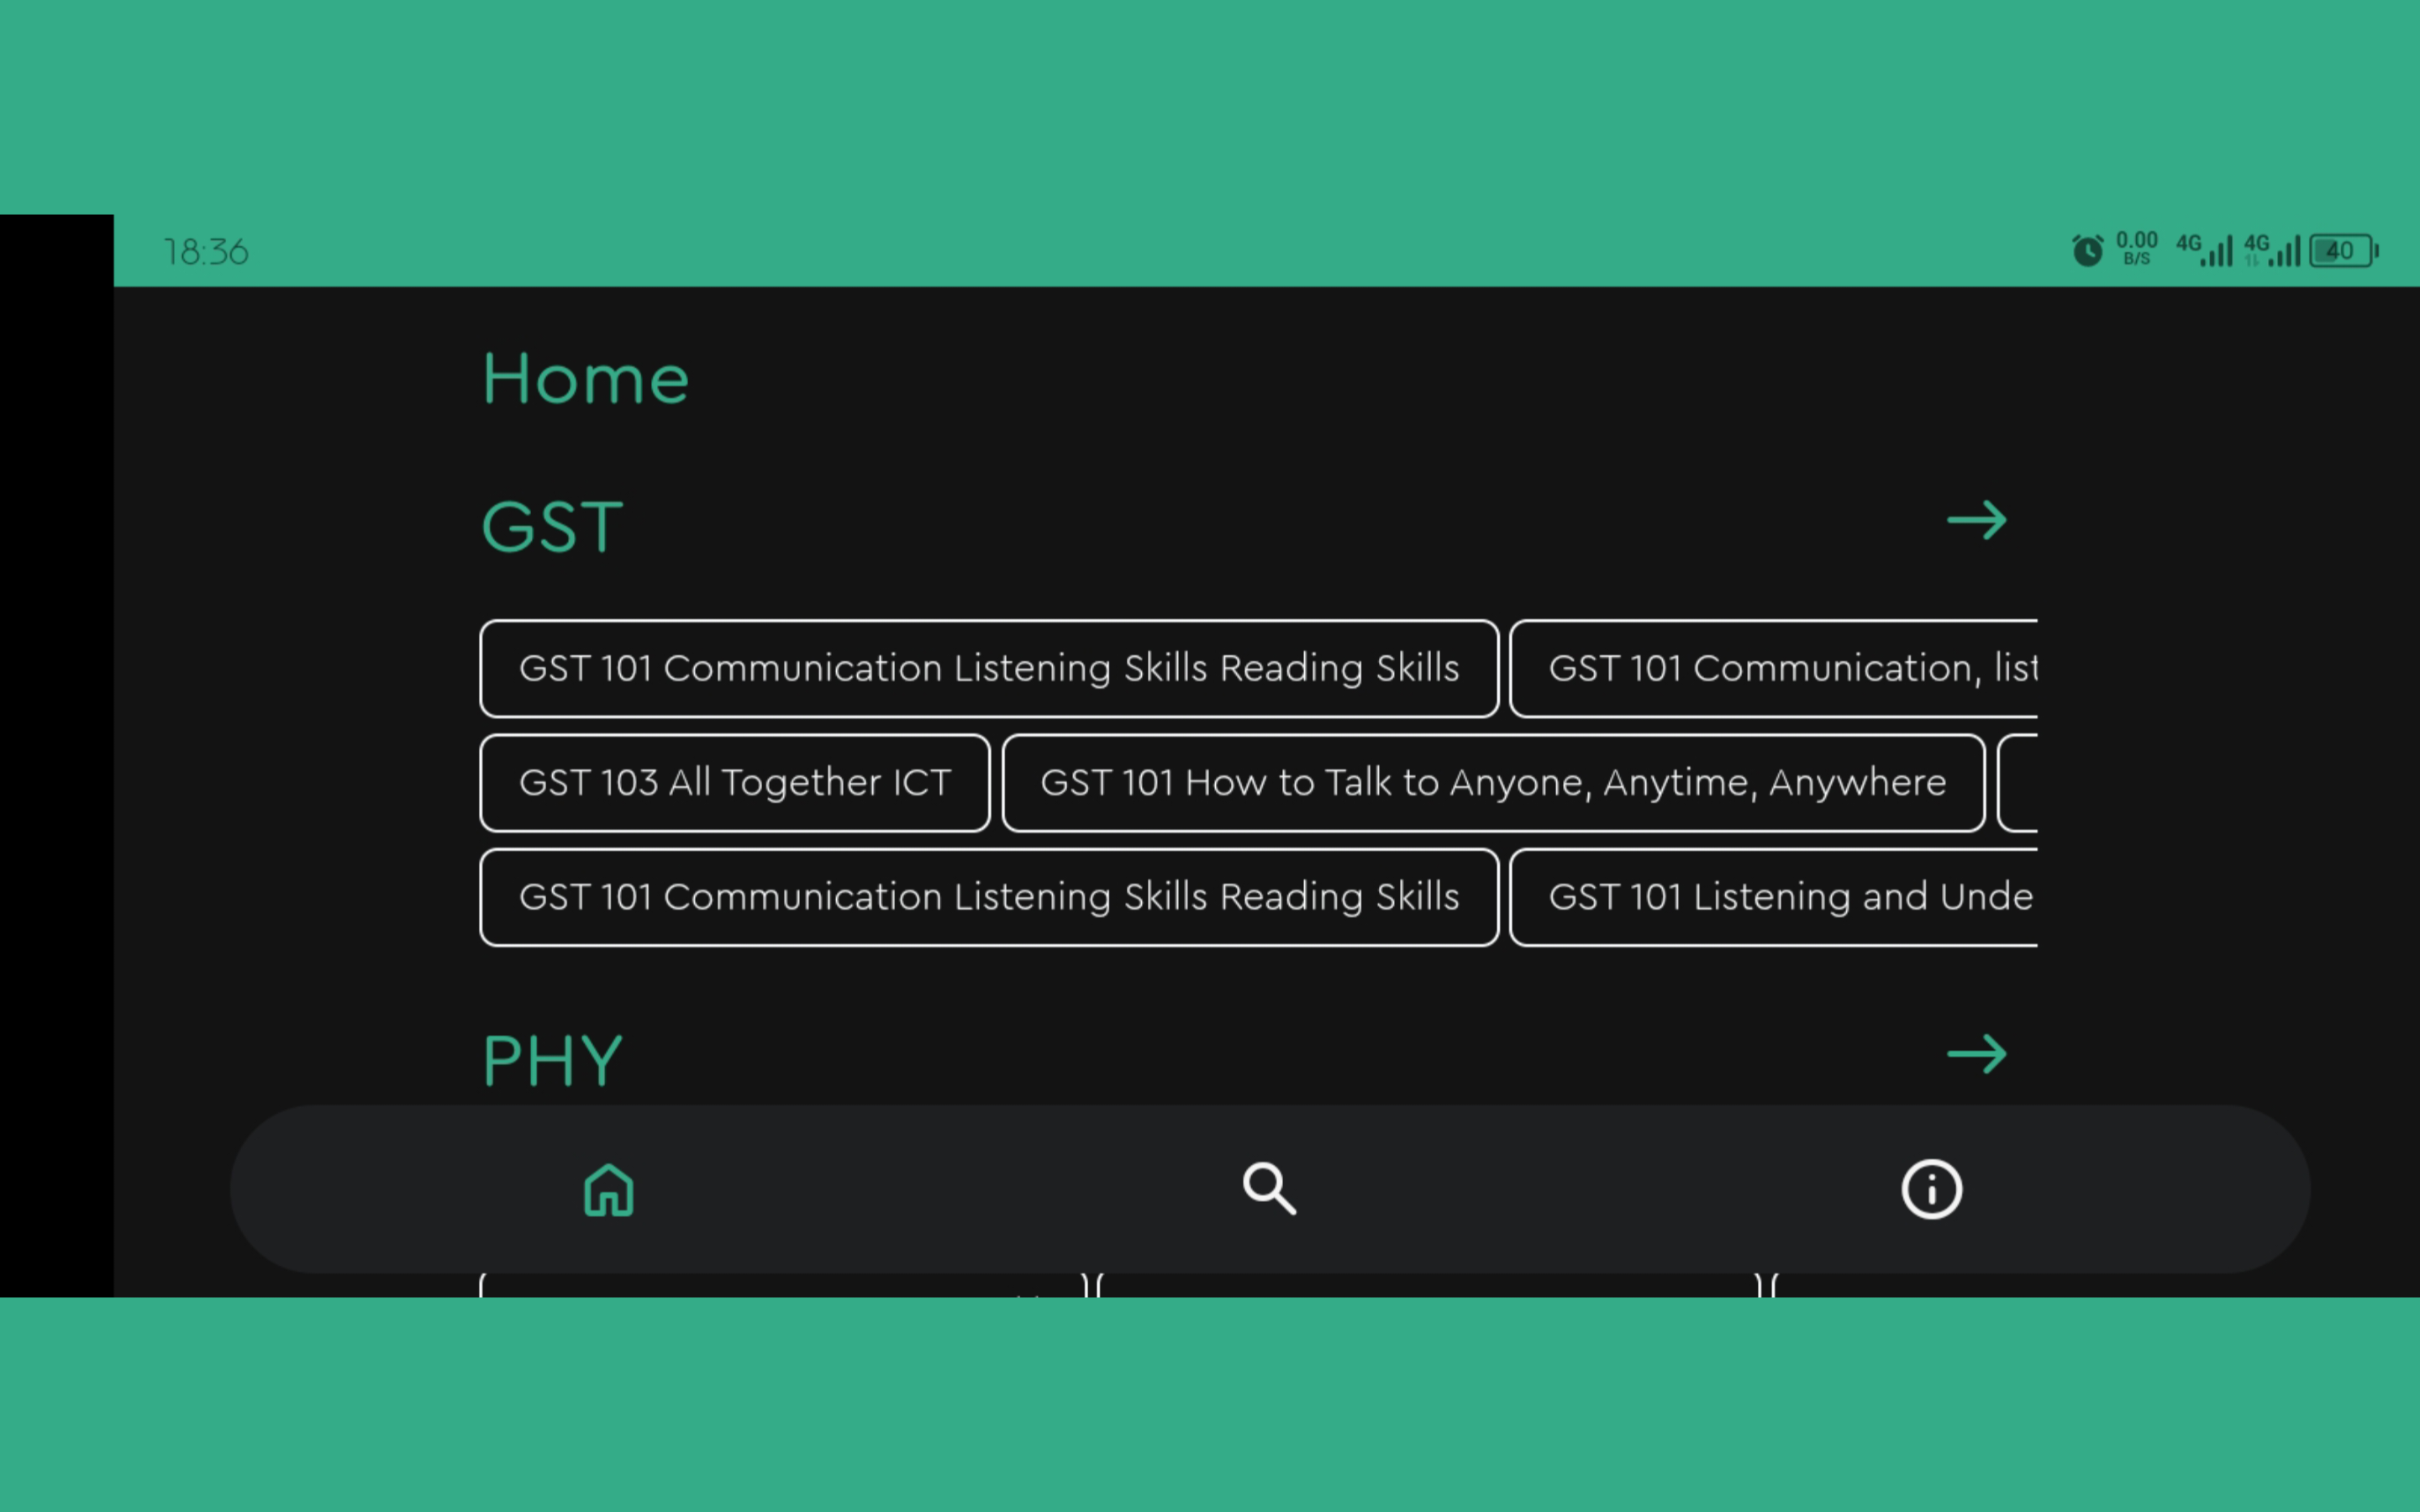 18:36 0.00 B/S 4G 4G 40
Home
GST
GST 101 Communication Listening Skills Reading Skills GST 101 Communication, list
GST 103 All Together ICT GST 101 How to Talk to Anyone, Anytime, Anywhere
GST 101 Communication Listening Skills Reading Skills GST 101 Listening and Unde
PHY